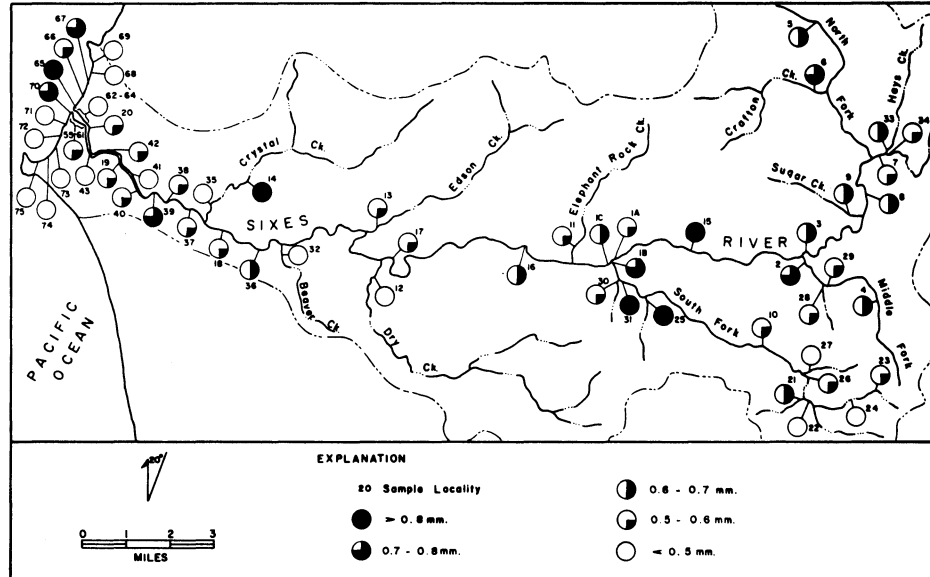 67
66
69
65
68
70
62-64
71
20
72
59-61
42
19
43
41
38
35
73
40
39
75
74
37
18
36
32
Crystal
Ck.
14
Edson
Ck.
13
SIXES
17
12
Beaver
Ck.
Dry
Ck.
PACIFIC
OCEAN
Elephant Rock Ck.
11
1C
1A
1B
15
16
30
31
25
South
Fork
10
RIVER
5
North
Fork
6
Crafton
Ck.
Hays Ck.
33
34
7
Sugar Ck.
9
8
3
2
29
28
4
Middle
Fork
27
26
23
21
22
24
20°
EXPLANATION
20 Sample Locality
> 0.8 mm.
0.7 - 0.8 mm.
0.6 - 0.7 mm.
0.5 - 0.6 mm.
< 0.5 mm.
0 1 2 3
MILES